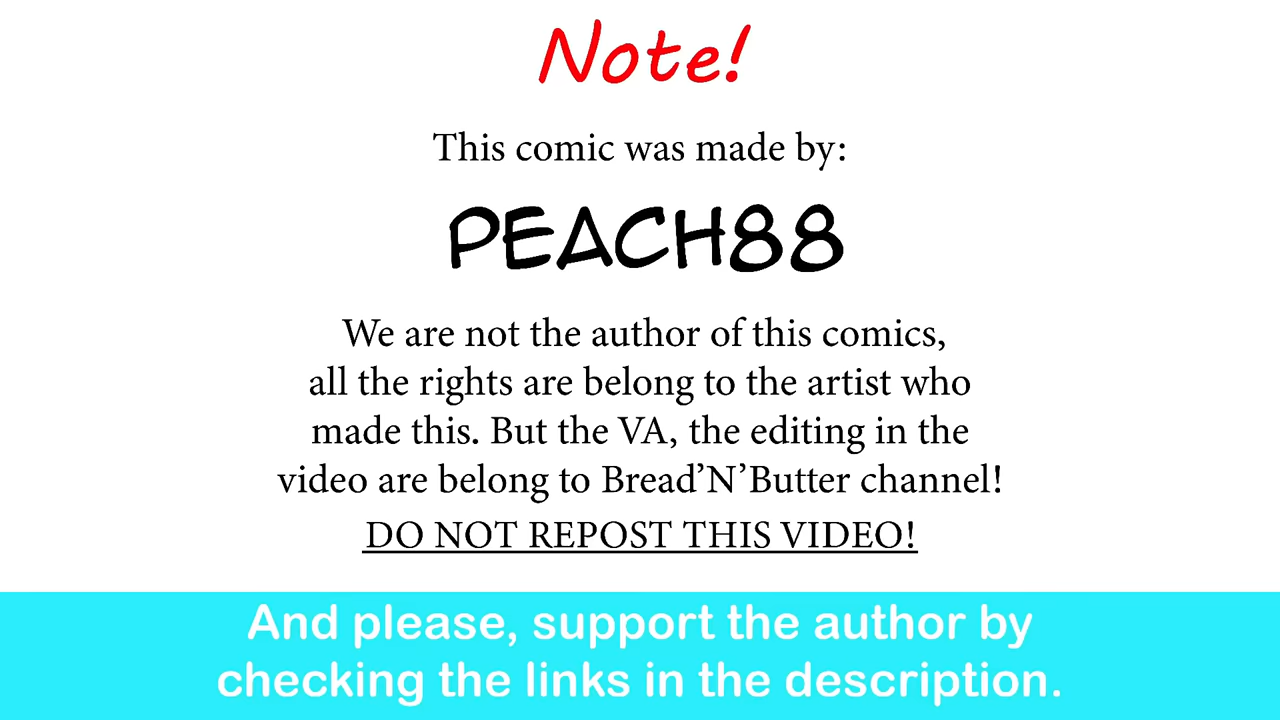 Note!
This comic was made by:
PEACH88
We are not the author of this comics,
all the rights are belong to the artist who
made this. But the VA, the editing in the
video are belong to Bread’N’Butter channel!
DO NOT REPOST THIS VIDEO!
And please, support the author by
checking the links in the description.